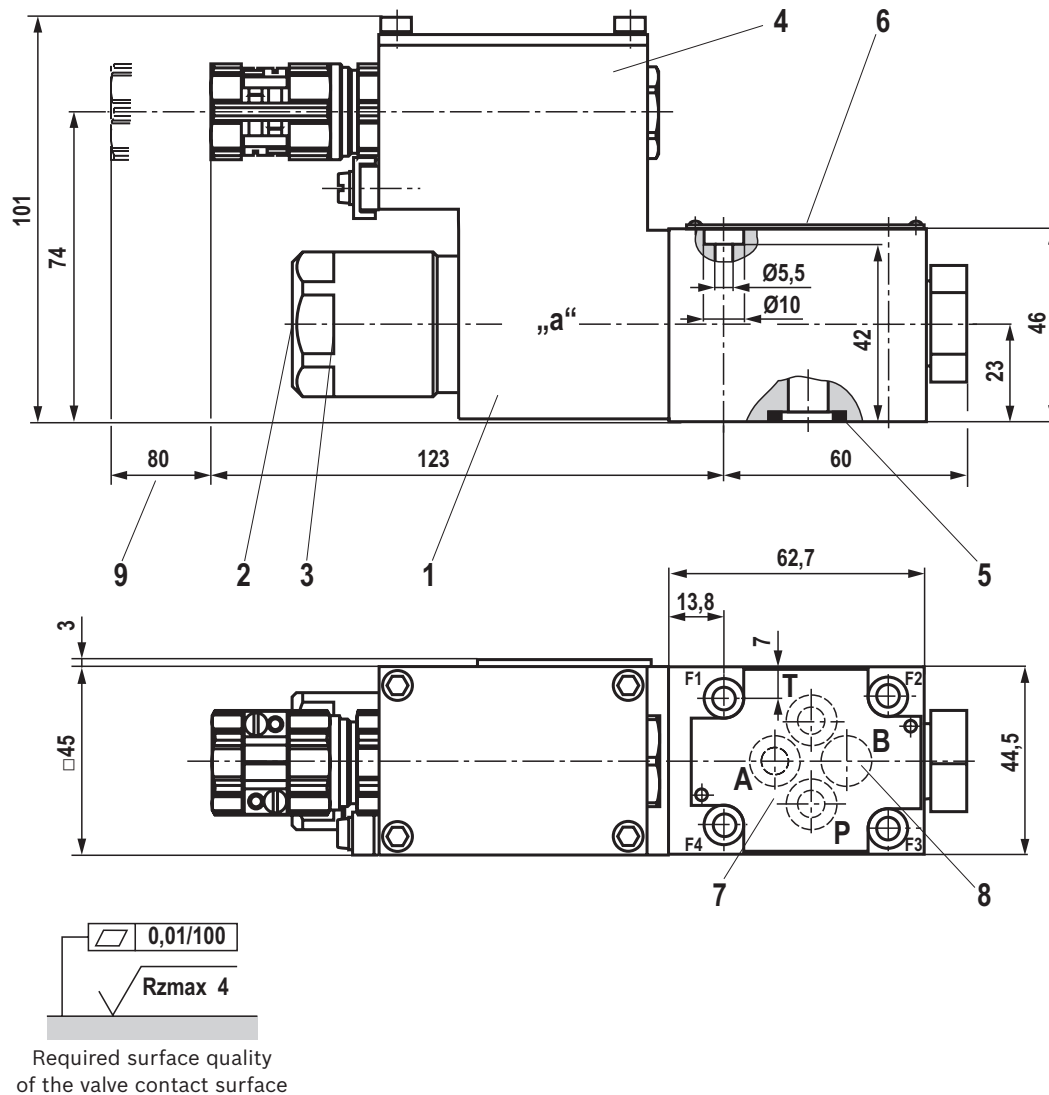 4
6
101
74
Ø5,5
Ø10
„a“
42
46
23
80
123
60
9
2
3
1
5
62,7
13,8
3
7
F1
T
F2
□45
B
A
44,5
F4
P
F3
7
8
0,01/100
Rzmax 4
Required surface quality
of the valve contact surface